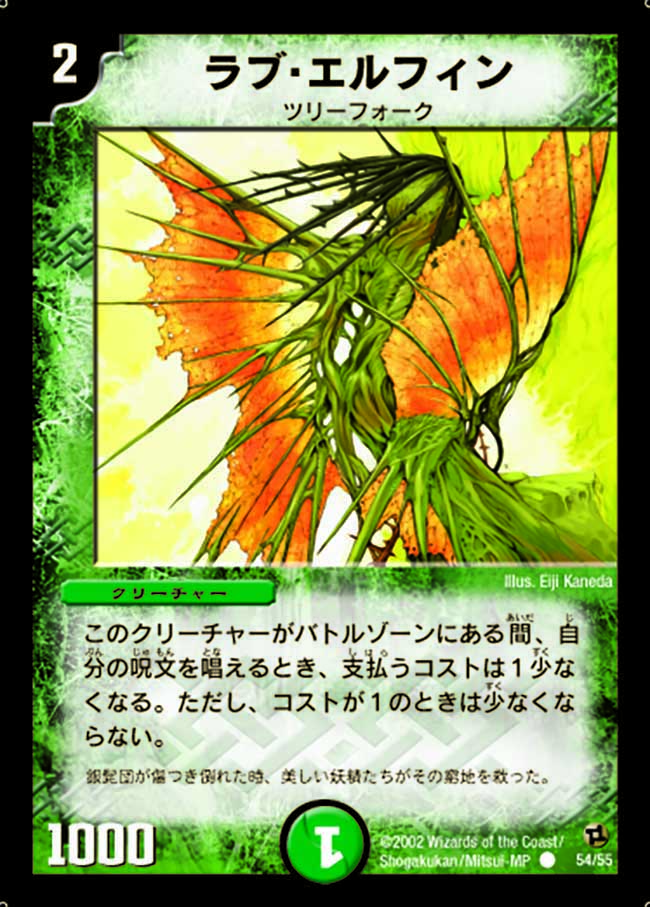 2
ラブ・エルフィン
ツリーフォーク
Illus. Eiji Kaneda
クリーチャー
このクリーチャーがバトルゾーンにある間、自
分の呪文を唱えるとき、支払うコストは1少な
くなる。ただし、コストが1のときは少なくな
らない。
銀髭団が傷つき倒れた時、美しい妖精たちがその窮地を救った。
1000
1
©2002 Wizards of the Coast/
Shogakukan/Mitsui-MP
54/55